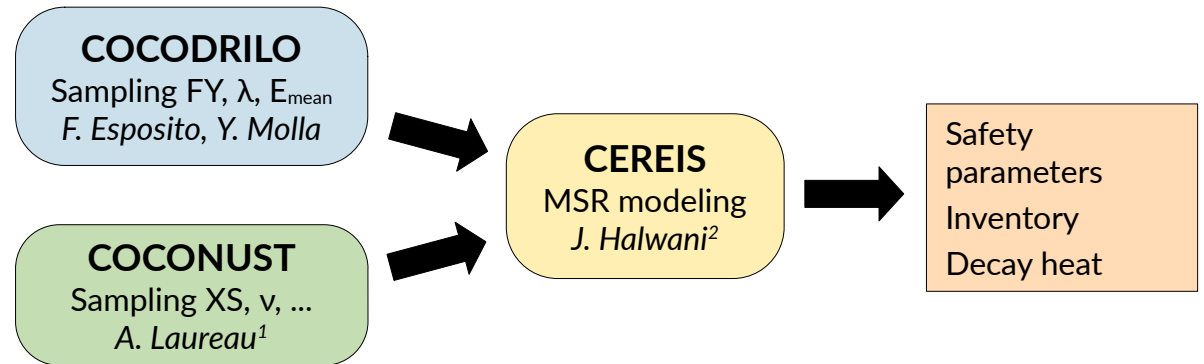 COCODRILO
Sampling FY, λ, Emean
F. Esposito, Y. Molla
COCONUST
Sampling XS, ν, ...
A. Laureau1
CEREIS
MSR modeling
J. Halwani2
Safety
parameters
Inventory
Decay heat